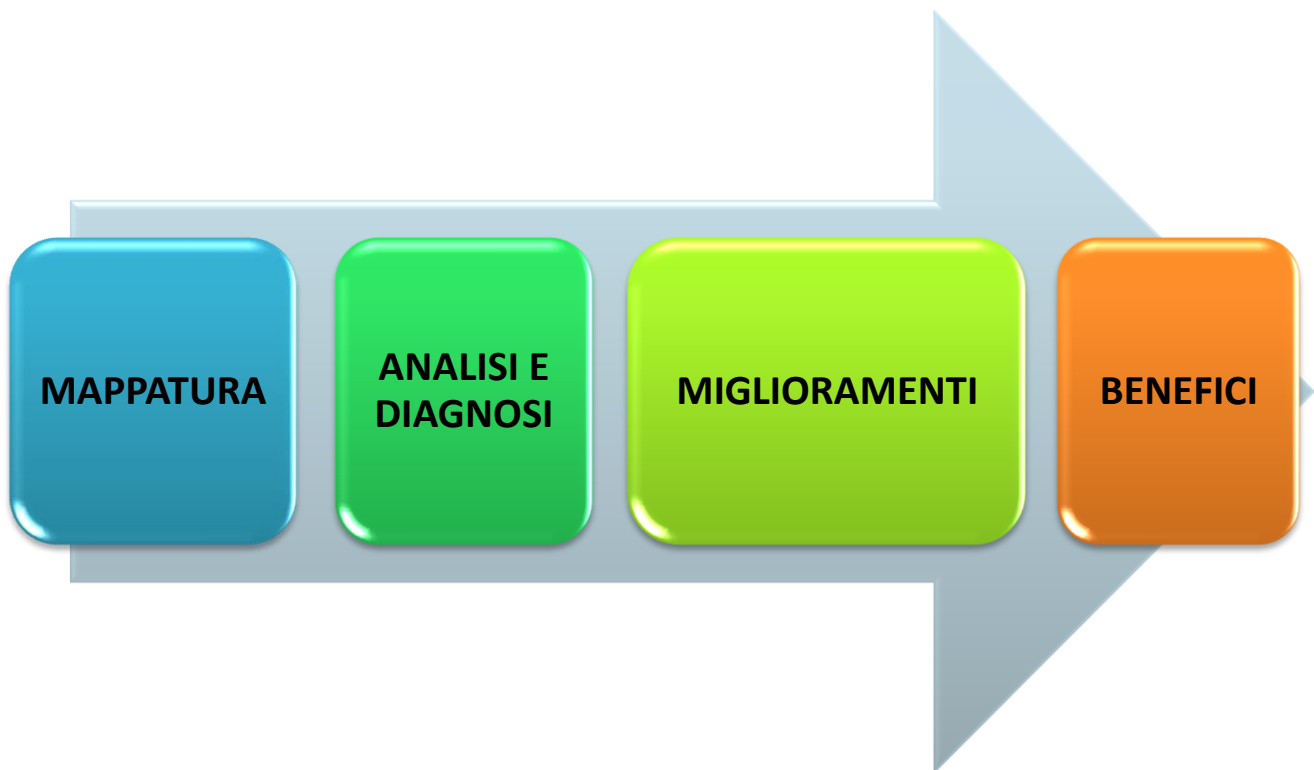 MAPPATURA
ANALISI E
DIAGNOSI
MIGLIORAMENTI
BENEFICI